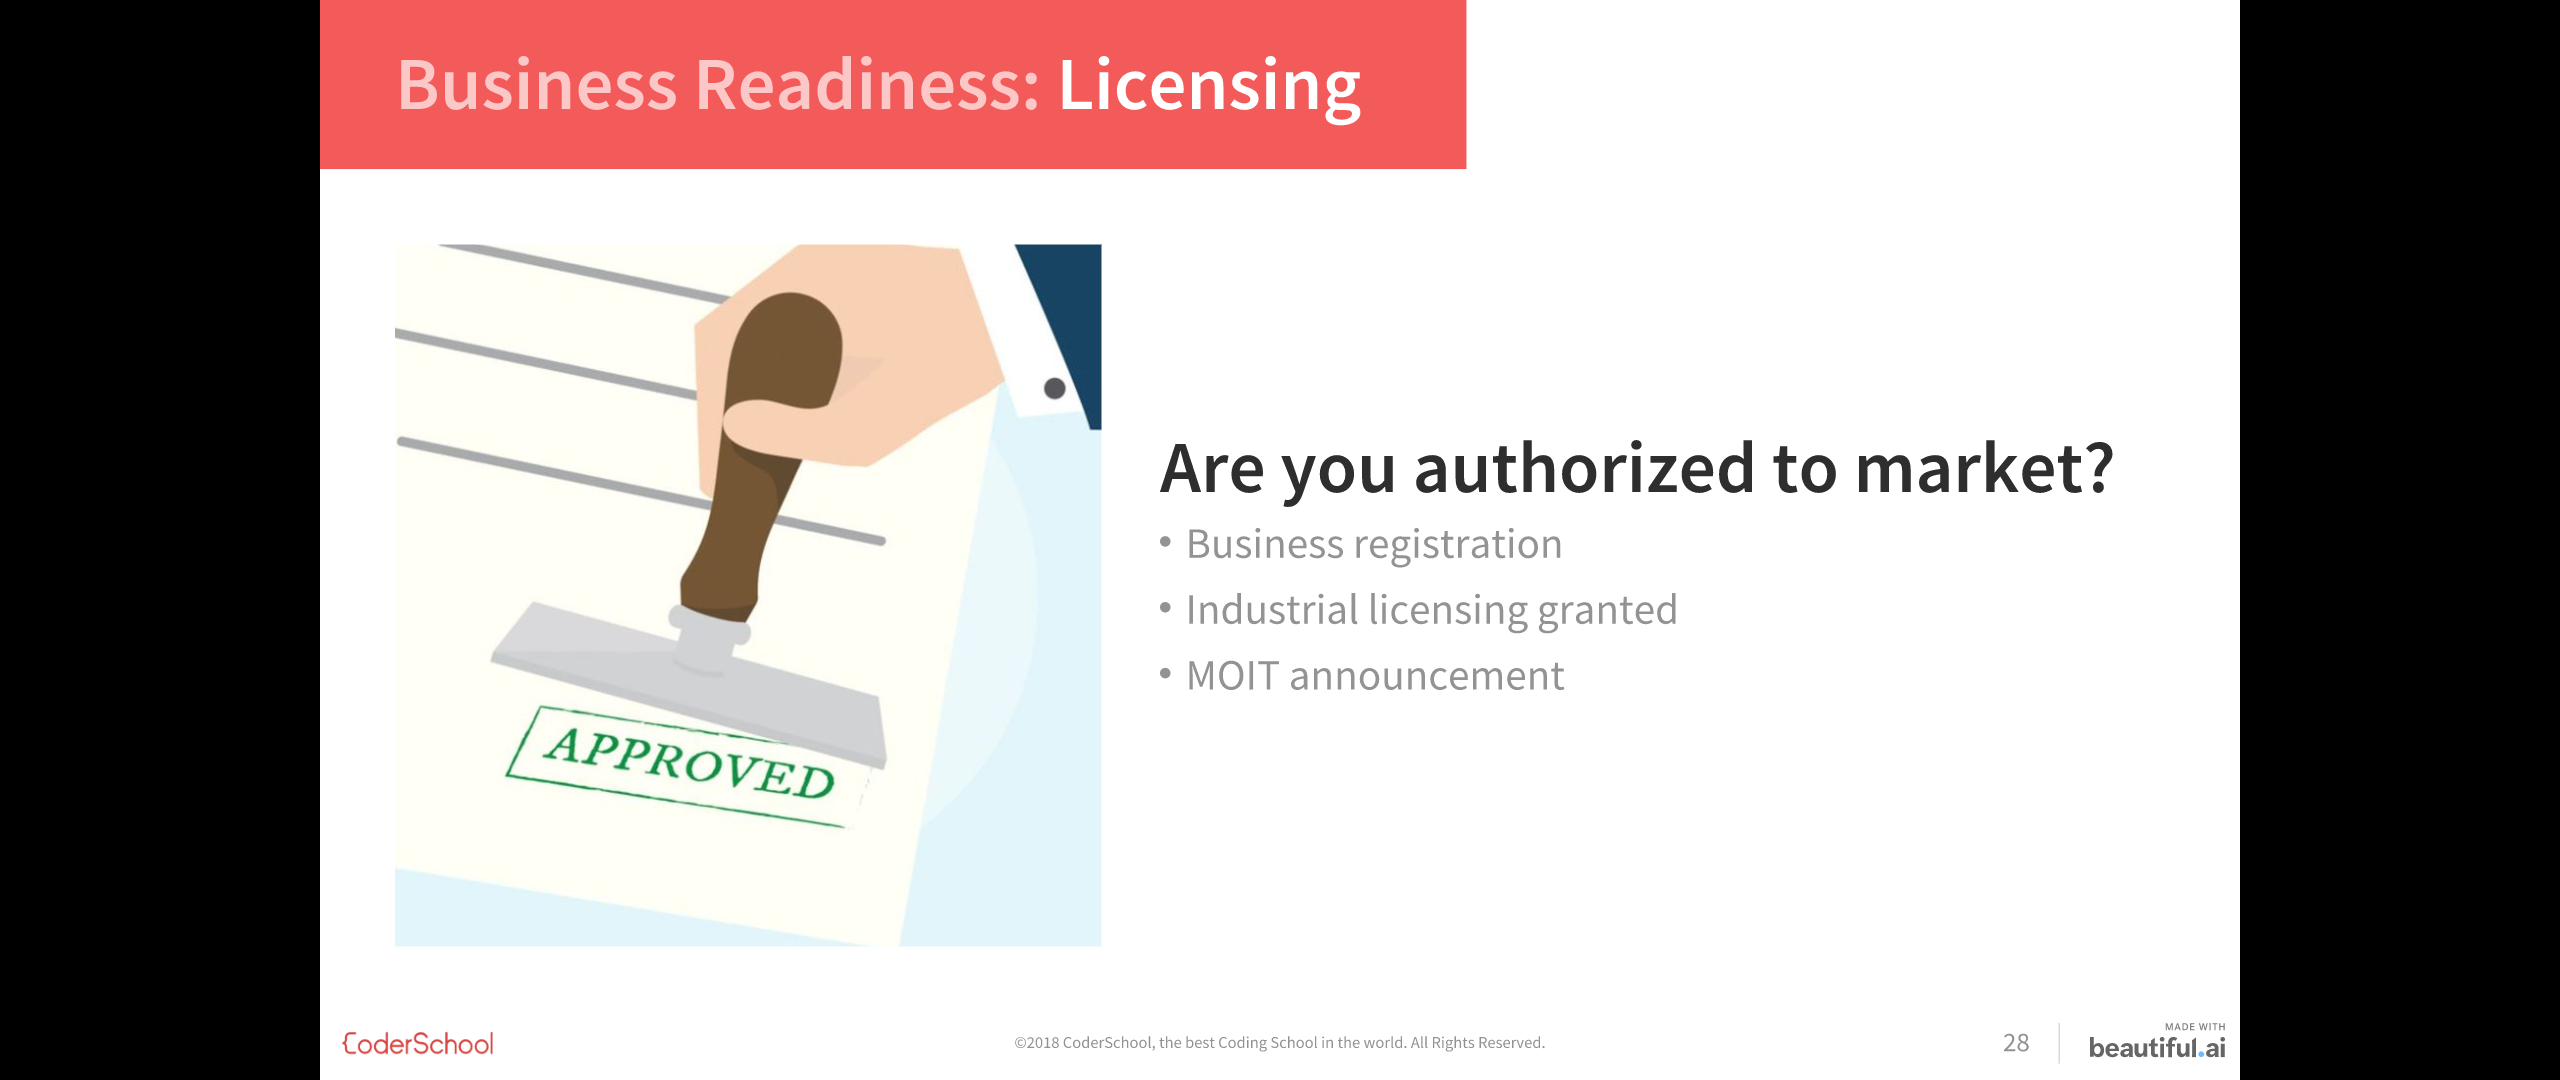 Business Readiness: Licensing
APPROVED
Are you authorized to market?
• Business registration
• Industrial licensing granted
• MOIT announcement
CoderSchool
©2018 CoderSchool, the best Coding School in the world. All Rights Reserved.
28
MADE WITH
beautiful.ai